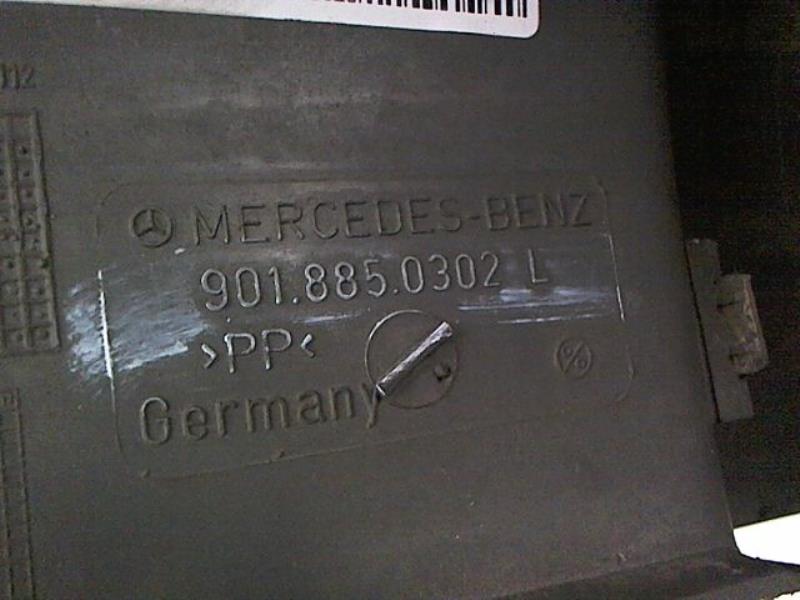 MERCEDES-BENZ
901.885.0302 L
>PP<
Germany